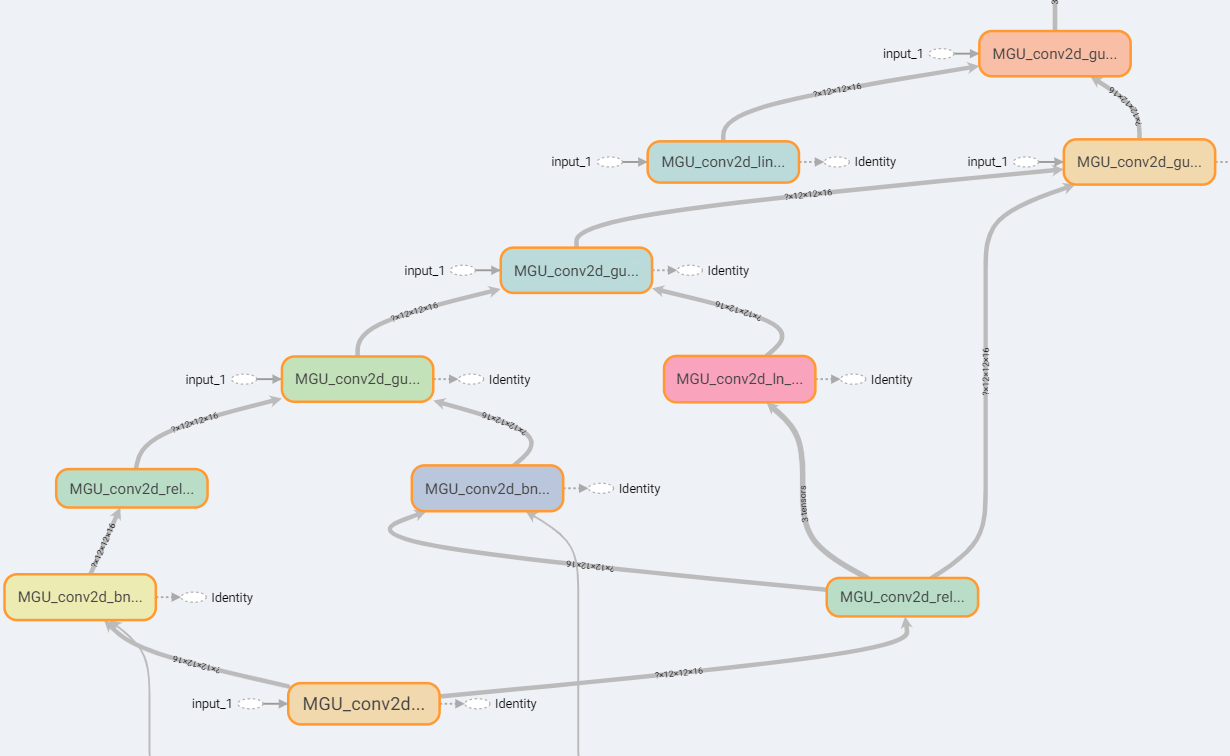 3
input_1
MGU_conv2d_gu...
?×12×12×16
?×12×12×16
input_1
MGU_conv2d_lin...
Identity
input_1
MGU_conv2d_gu...
?×12×12×16
input_1
MGU_conv2d_gu...
Identity
?×12×12×16
?×12×12×16
?×12×12×16
input_1
MGU_conv2d_gu...
Identity
MGU_conv2d_ln_...
Identity
?×12×12×16
?×12×12×16
MGU_conv2d_rel...
MGU_conv2d_bn...
Identity
3 tensors
?×12×12×16
?×12×12×16
MGU_conv2d_bn...
Identity
MGU_conv2d_rel...
?×12×12×16
?×12×12×16
input_1
MGU_conv2d...
Identity